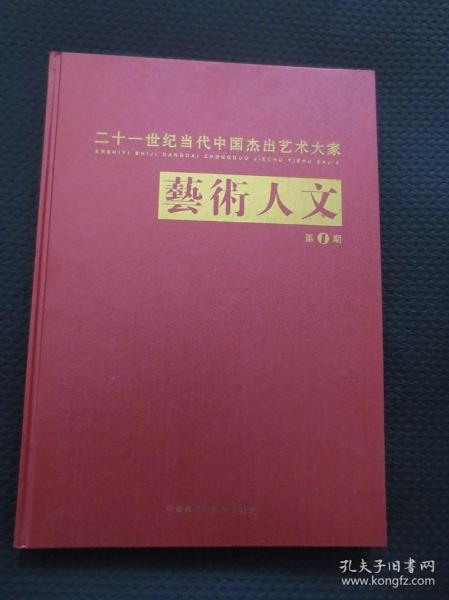 二十一世纪当代中国杰出艺术大家
ERSHIYI SHIJI DANGDAI ZHONGGUO JIECHU YISHU DAJIA
藝術人文
第1期
孔夫子旧书网
www.kongfz.com